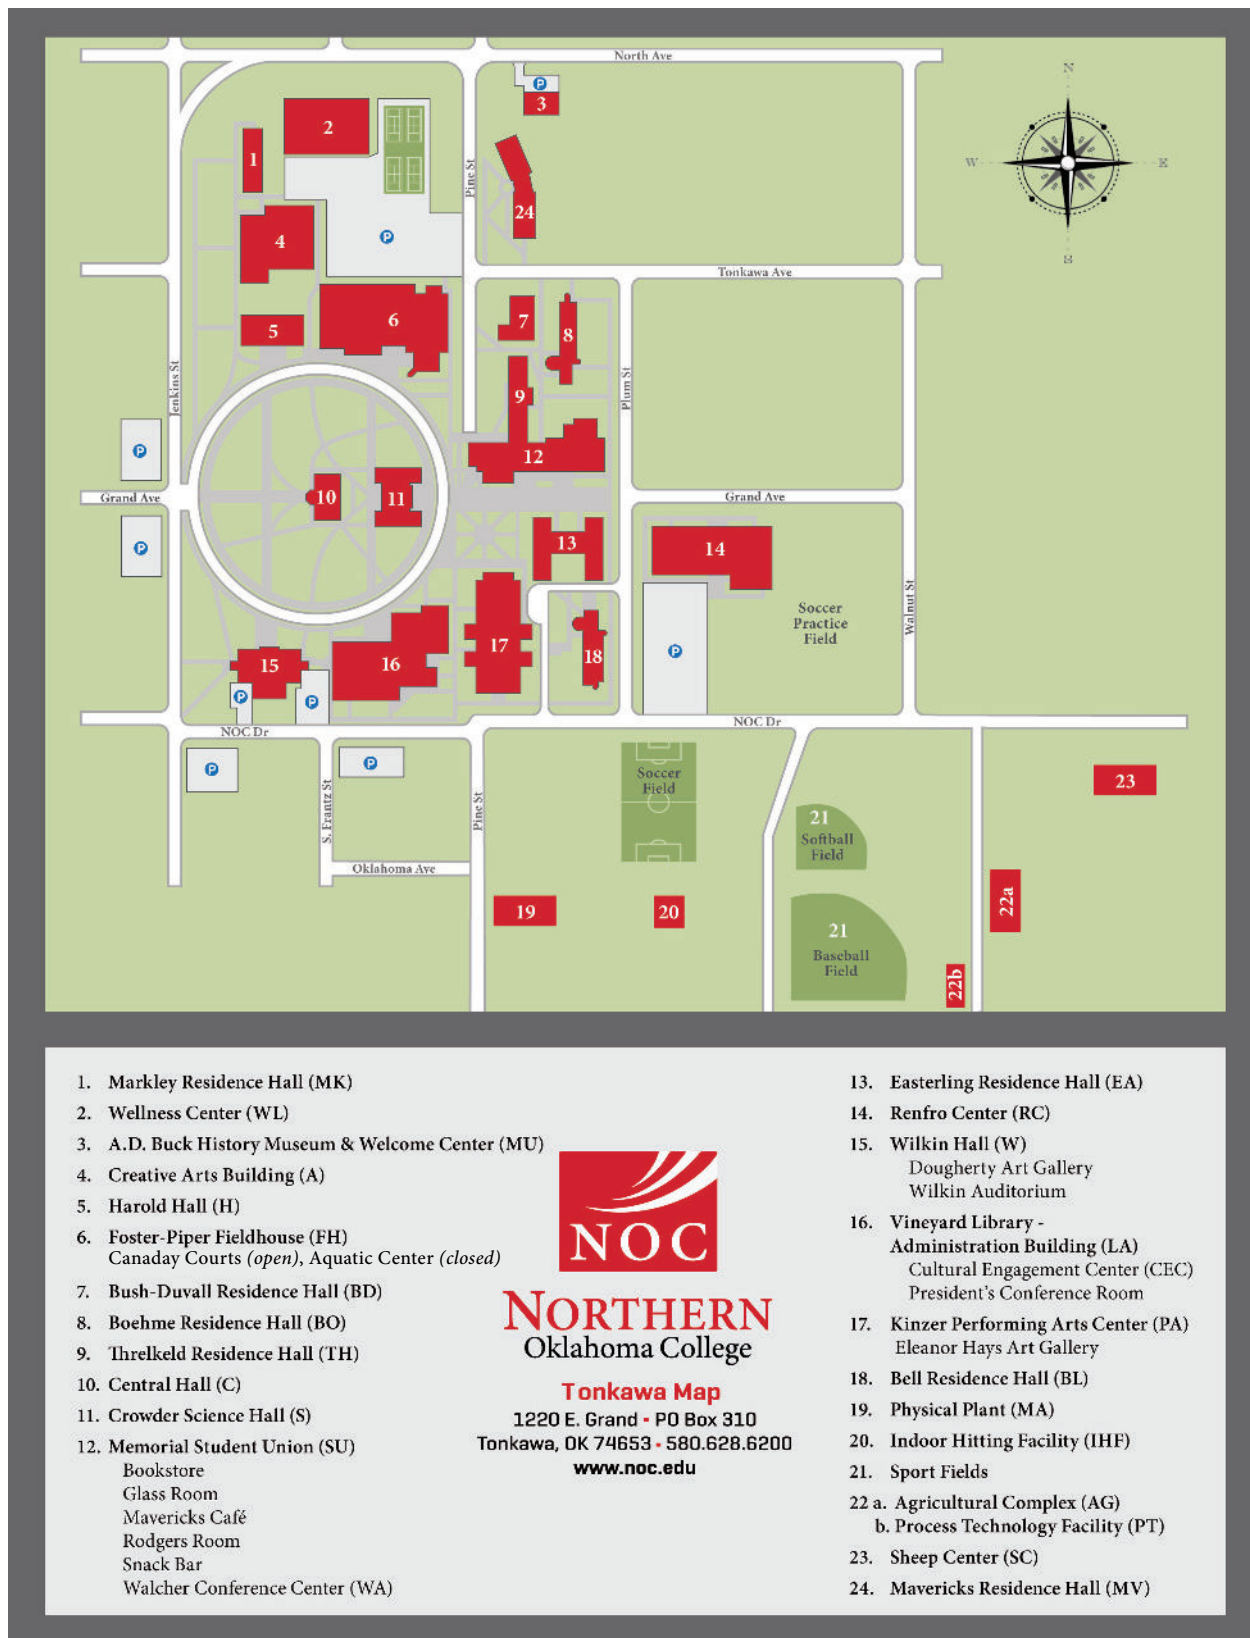 North Ave
N
W
E
S
P
3
2
1
Pine St
24
4
P
Tonkawa Ave
5
6
7
8
Jenkins St
Plum St
9
P
12
Grand Ave
10
11
Grand Ave
P
13
14
Walnut St
Soccer
Practice
Field
17
18
P
15
16
P
P
NOC Dr
NOC Dr
P
P
S. Frantz St
Pine St
Soccer
Field
23
21
Softball
Field
Oklahoma Ave
19
20
22a
21
Baseball
Field
22b
1. Markley Residence Hall (MK)
2. Wellness Center (WL)
3. A.D. Buck History Museum & Welcome Center (MU)
4. Creative Arts Building (A)
5. Harold Hall (H)
6. Foster-Piper Fieldhouse (FH)
Canaday Courts (open), Aquatic Center (closed)
7. Bush-Duvall Residence Hall (BD)
8. Boehme Residence Hall (BO)
9. Threlkeld Residence Hall (TH)
10. Central Hall (C)
11. Crowder Science Hall (S)
12. Memorial Student Union (SU)
Bookstore
Glass Room
Mavericks Café
Rodgers Room
Snack Bar
Walcher Conference Center (WA)
NOC
NORTHERN
Oklahoma College
Tonkawa Map
1220 E. Grand • PO Box 310
Tonkawa, OK 74653 • 580.628.6200
www.noc.edu
13. Easterling Residence Hall (EA)
14. Renfro Center (RC)
15. Wilkin Hall (W)
Dougherty Art Gallery
Wilkin Auditorium
16. Vineyard Library -
Administration Building (LA)
Cultural Engagement Center (CEC)
President's Conference Room
17. Kinzer Performing Arts Center (PA)
Eleanor Hays Art Gallery
18. Bell Residence Hall (BL)
19. Physical Plant (MA)
20. Indoor Hitting Facility (IHF)
21. Sport Fields
22 a. Agricultural Complex (AG)
b. Process Technology Facility (PT)
23. Sheep Center (SC)
24. Mavericks Residence Hall (MV)